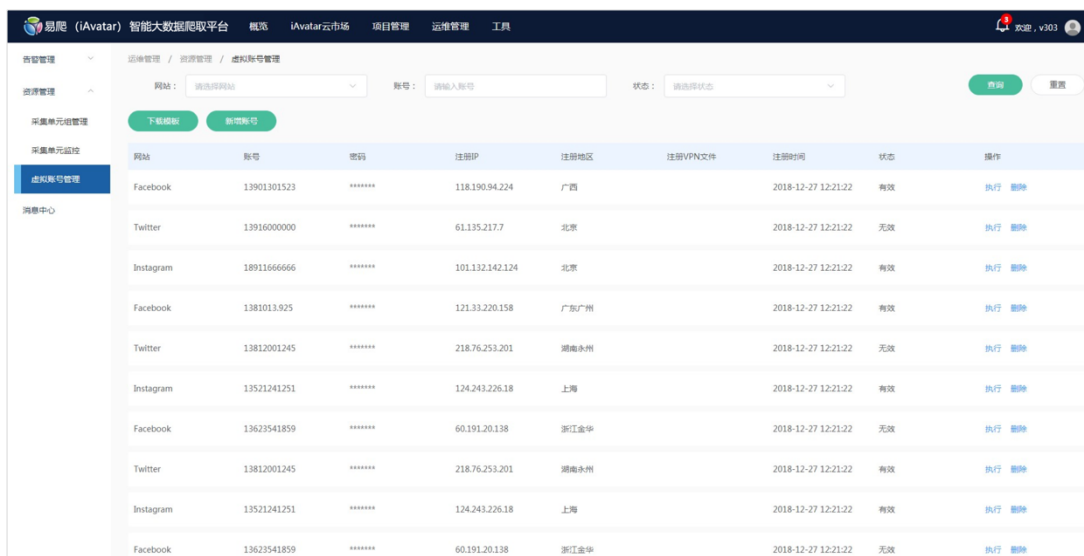 易爬 (iAvatar) 智能大数据爬取平台 概览 iAvatar云市场 项目管理 运维管理 工具 3 欢迎, v303
告警管理 运维管理 / 资源管理 / 虚拟账号管理
资源管理 网站： 请选择网站 账号： 请输入账号 状态： 请选择状态 查询 重置
采集单元组管理 下载模板 新增账号
采集单元监控 网站 账号 密码 注册IP 注册地区 注册VPN文件 注册时间 状态 操作
虚拟账号管理 Facebook 13901301523 ******* 118.190.94.224 广西 2018-12-27 12:21:22 有效 执行 删除
消息中心
Twitter 13916000000 ******* 61.135.217.7 北京 2018-12-27 12:21:22 无效 执行 删除
Instagram 18911666666 ******* 101.132.142.124 北京 2018-12-27 12:21:22 有效 执行 删除
Facebook 1381013.925 ******* 121.33.220.158 广东广州 2018-12-27 12:21:22 有效 执行 删除
Twitter 13812001245 ******* 218.76.253.201 湖南永州 2018-12-27 12:21:22 无效 执行 删除
Instagram 13521241251 ******* 124.243.226.18 上海 2018-12-27 12:21:22 有效 执行 删除
Facebook 13623541859 ******* 60.191.20.138 浙江金华 2018-12-27 12:21:22 无效 执行 删除
Twitter 13812001245 ******* 218.76.253.201 湖南永州 2018-12-27 12:21:22 有效 执行 删除
Instagram 13521241251 ******* 124.243.226.18 上海 2018-12-27 12:21:22 有效 执行 删除
Facebook 13623541859 ******* 60.191.20.138 浙江金华 2018-12-27 12:21:22 无效 执行 删除